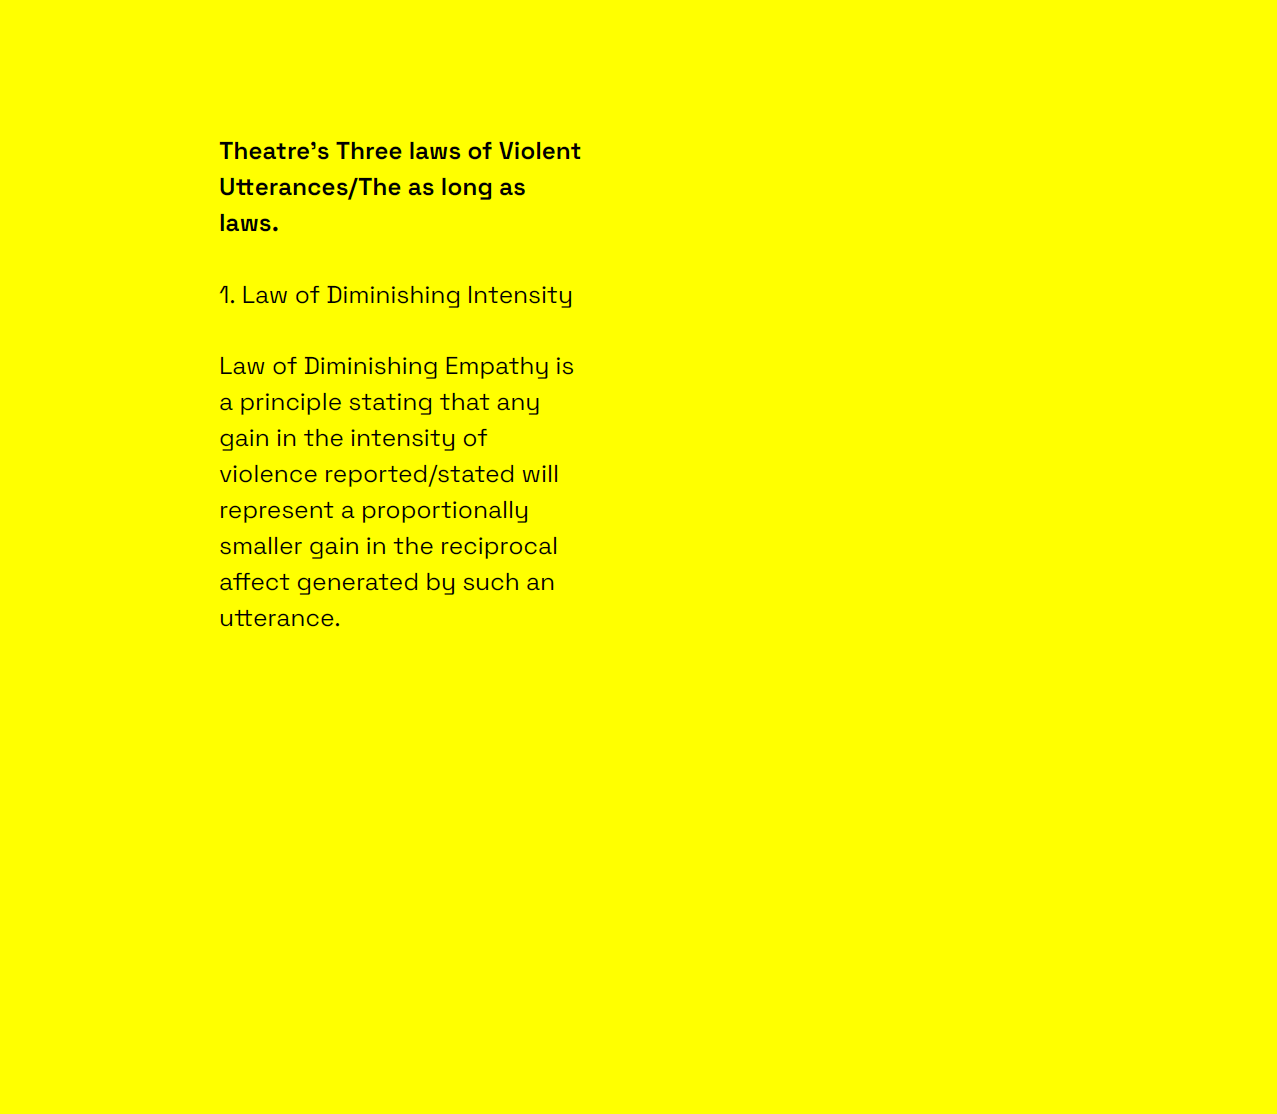 Theatre’s Three laws of Violent
Utterances/The as long as
laws.
1. Law of Diminishing Intensity
Law of Diminishing Empathy is
a principle stating that any
gain in the intensity of
violence reported/stated will
represent a proportionally
smaller gain in the reciprocal
affect generated by such an
utterance.